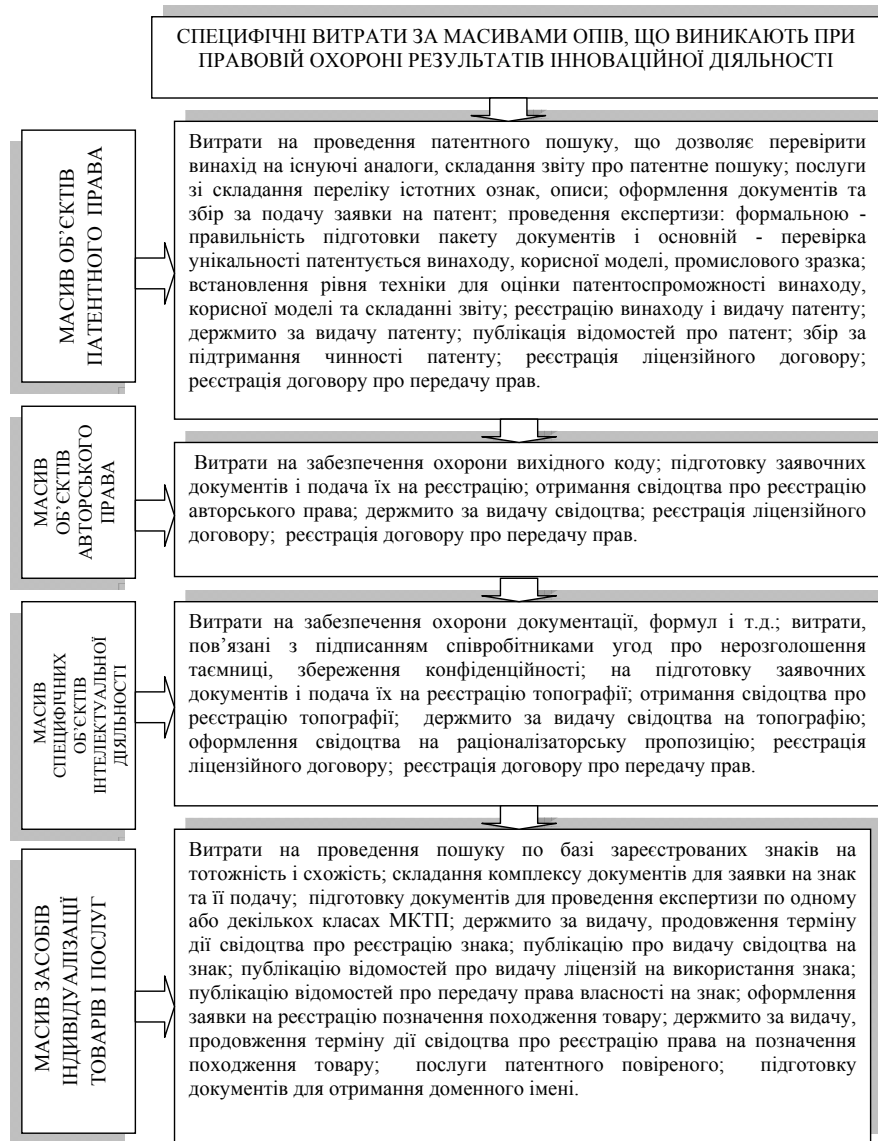 СПЕЦИФІЧНІ ВИТРАТИ ЗА МАСИВАМИ ОПІВ, ЩО ВИНИКАЮТЬ ПРИ
ПРАВОВІЙ ОХОРОНІ РЕЗУЛЬТАТІВ ІННОВАЦІЙНОЇ ДІЯЛЬНОСТІ
МАСИВ ОБ’ЄКТІВ
ПАТЕНТНОГО ПРАВА
Витрати на проведення патентного пошуку, що дозволяє перевірити
винахід на існуючі аналоги, складання звіту про патентне пошуку; послуги
зі складання переліку істотних ознак, описи; оформлення документів та
збір за подачу заявки на патент; проведення експертизи: формальною -
правильність підготовки пакету документів і основній - перевірка
унікальності патентується винаходу, корисної моделі, промислового зразка;
встановлення рівня техніки для оцінки патентоспроможності винаходу,
корисної моделі та складанні звіту; реєстрацію винаходу і видачу патенту;
держмито за видачу патенту; публікація відомостей про патент; збір за
підтримання чинності патенту; реєстрація ліцензійного договору;
реєстрація договору про передачу прав.
МАСИВ
ОБ’ЄКТІВ
АВТОРСЬКОГО
ПРАВА
Витрати на забезпечення охорони вихідного коду; підготовку заявочних
документів і подача їх на реєстрацію; отримання свідоцтва про реєстрацію
авторського права; держмито за видачу свідоцтва; реєстрація ліцензійного
договору; реєстрація договору про передачу прав.
МАСИВ
СПЕЦИФІЧНИХ
ОБ’ЄКТІВ
ІНТЕЛЕКТУАЛЬНОЇ
ДІЯЛЬНОСТІ
Витрати на забезпечення охорони документації, формул і т.д.; витрати,
пов’язані з підписанням співробітниками угод про нерозголошення
таємниці, збереження конфіденційності; на підготовку заявочних
документів і подача їх на реєстрацію топографії; отримання свідоцтва про
реєстрацію топографії; держмито за видачу свідоцтва на топографію;
оформлення свідоцтва на раціоналізаторську пропозицію; реєстрація
ліцензійного договору; реєстрація договору про передачу прав.
МАСИВ ЗАСОБІВ
ІНДИВІДУАЛІЗАЦІЇ
ТОВАРІВ І ПОСЛУГ
Витрати на проведення пошуку по базі зареєстрованих знаків на
тотожність і схожість; складання комплексу документів для заявки на знак
та її подачу; підготовку документів для проведення експертизи по одному
або декількох класах МКТП; держмито за видачу, продовження терміну
дії свідоцтва про реєстрацію знака; публікацію про видачу свідоцтва на
знак; публікацію відомостей про видачу ліцензій на використання знака;
публікацію відомостей про передачу права власності на знак; оформлення
заявки на реєстрацію позначення походження товару; держмито за видачу,
продовження терміну дії свідоцтва про реєстрацію права на позначення
походження товару; послуги патентного повіреного; підготовку
документів для отримання доменного імені.